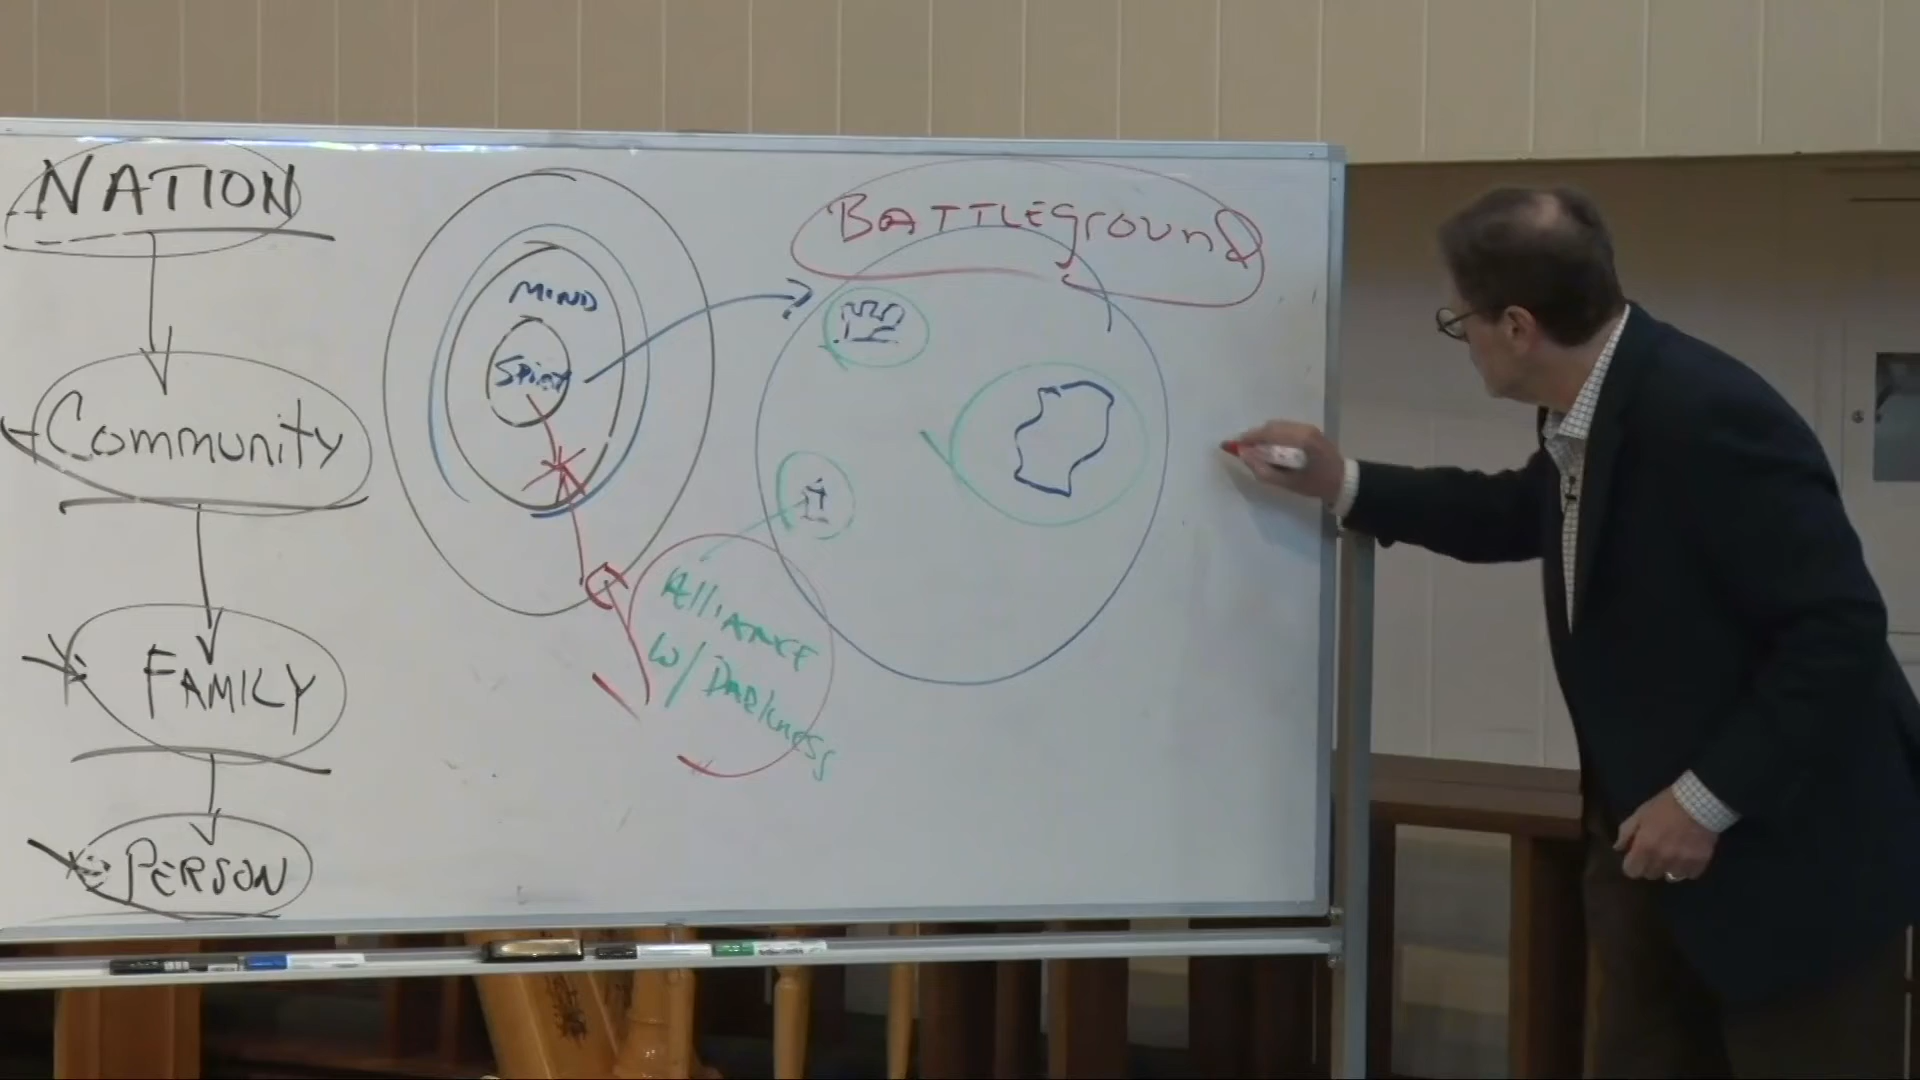 NATION
Community
FAMILY
PERSON
MIND
Spirit
BATTLEGround
AlliANCE
w/ DARkness